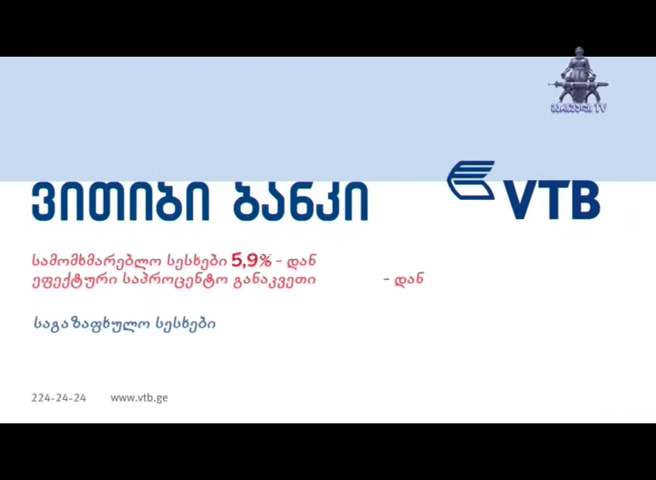 ვითიბი ბანკი
VTB
სამომხმარებლო სესხები 5,9% - დან
ეფექტური საპროცენტო განაკვეთი - დან
საგაზაფხულო სესხები
224-24-24 www.vtb.ge